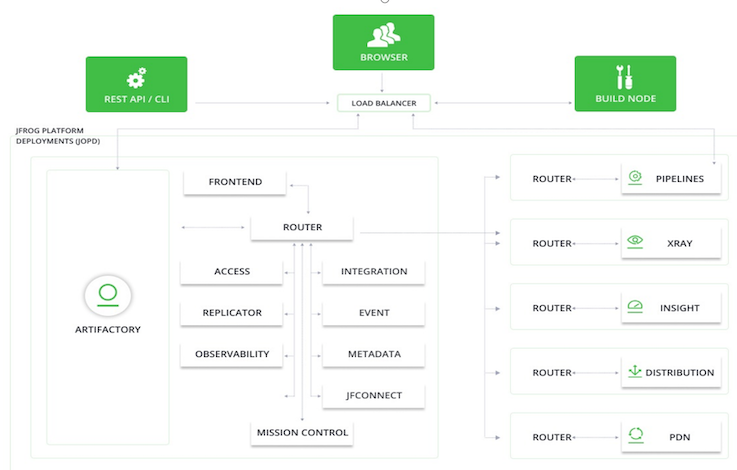 BROWSER
REST API / CLI
LOAD BALANCER
BUILD NODE
JFROG PLATFORM
DEPLOYMENTS (JOPD)
FRONTEND
ROUTER
ACCESS
INTEGRATION
REPLICATOR
EVENT
OBSERVABILITY
METADATA
JFCONNECT
MISSION CONTROL
ARTIFACTORY
ROUTER
PIPELINES
ROUTER
XRAY
ROUTER
INSIGHT
ROUTER
DISTRIBUTION
ROUTER
PDN